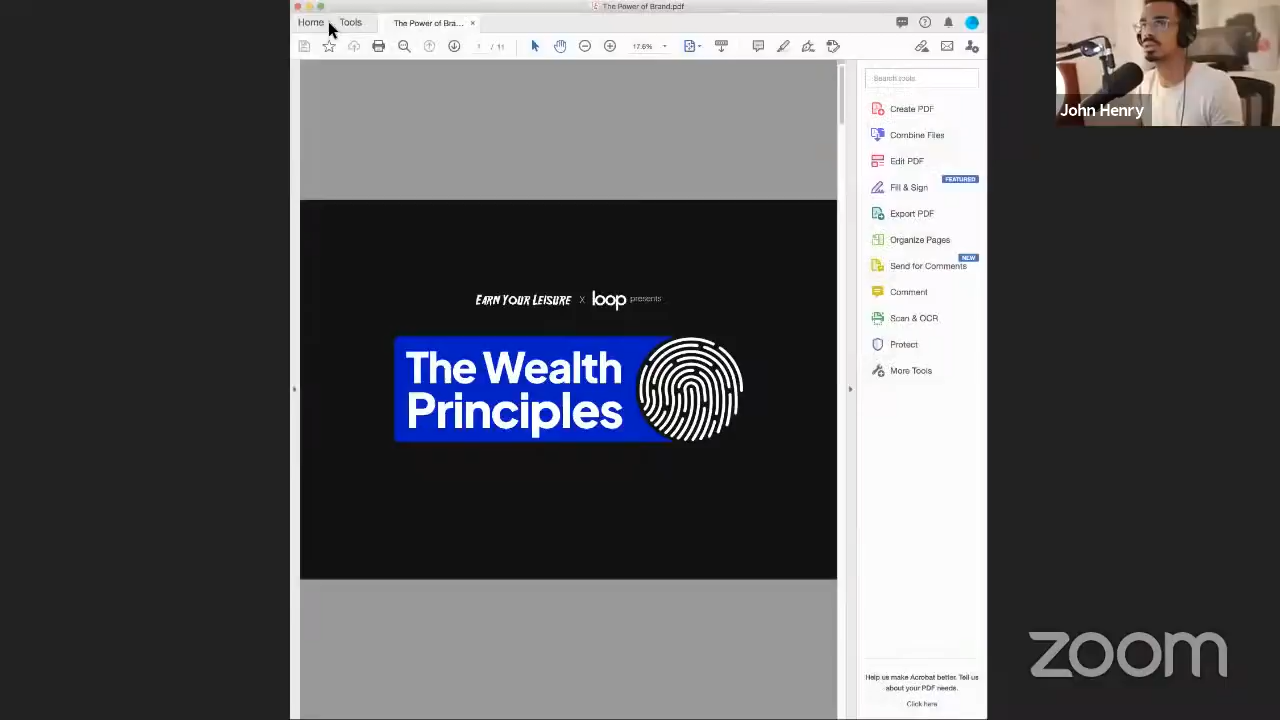 The Power of Brand.pdf
Home
Tools
The Power of Bra...
×
1 / 11
17.6%
John Henry
Search tools
Create PDF
Combine Files
Edit PDF
FEATURED
Fill & Sign
Export PDF
Organize Pages
NEW
Send for Comments
Comment
Scan & OCR
Protect
More Tools
EARN YOUR LEISURE x loop presents
The Wealth
Principles
Help us make Acrobat better. Tell us
about your PDF needs.
Click here
zoom